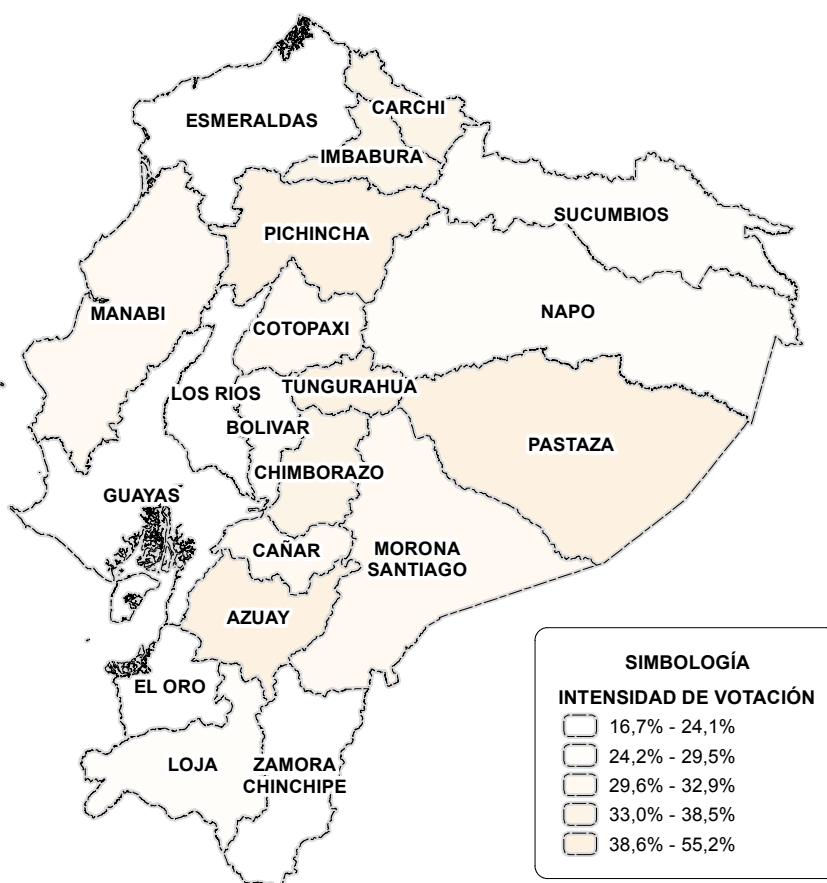 CARCHI
ESMERALDAS
IMBABURA
SUCUMBIOS
PICHINCHA
NAPO
MANABI
COTOPAXI
TUNGURAHUA
LOS RIOS
BOLIVAR
PASTAZA
CHIMBORAZO
GUAYAS
CAÑAR
MORONA
SANTIAGO
AZUAY
EL ORO
LOJA
ZAMORA
CHINCHIPE
SIMBOLOGÍA
INTENSIDAD DE VOTACIÓN
16,7% - 24,1%
24,2% - 29,5%
29,6% - 32,9%
33,0% - 38,5%
38,6% - 55,2%